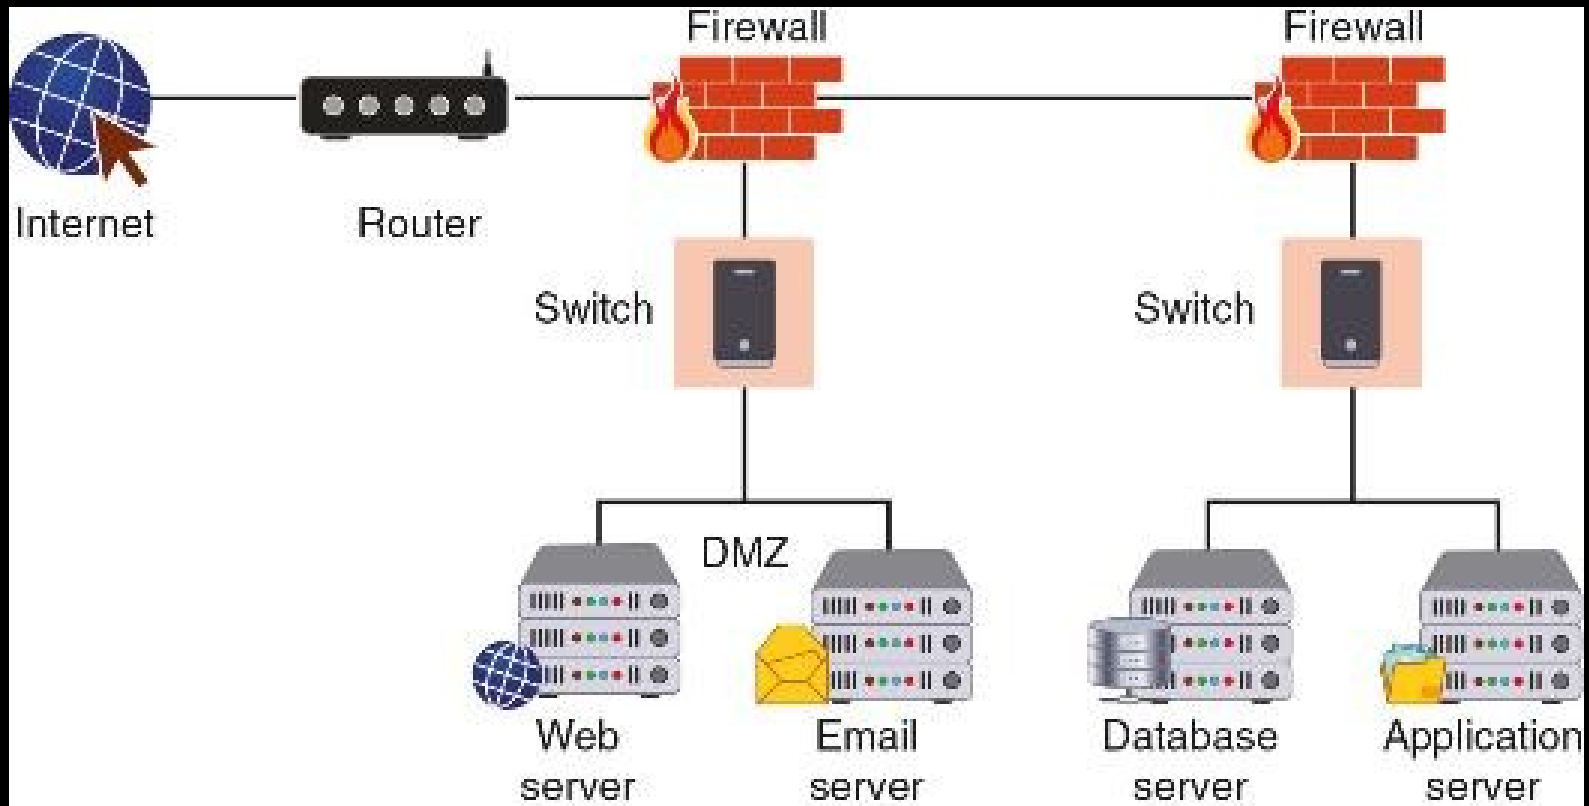 Firewall
Firewall
Internet
Router
Switch
Switch
DMZ
Web
server
Email
server
Database
server
Application
server